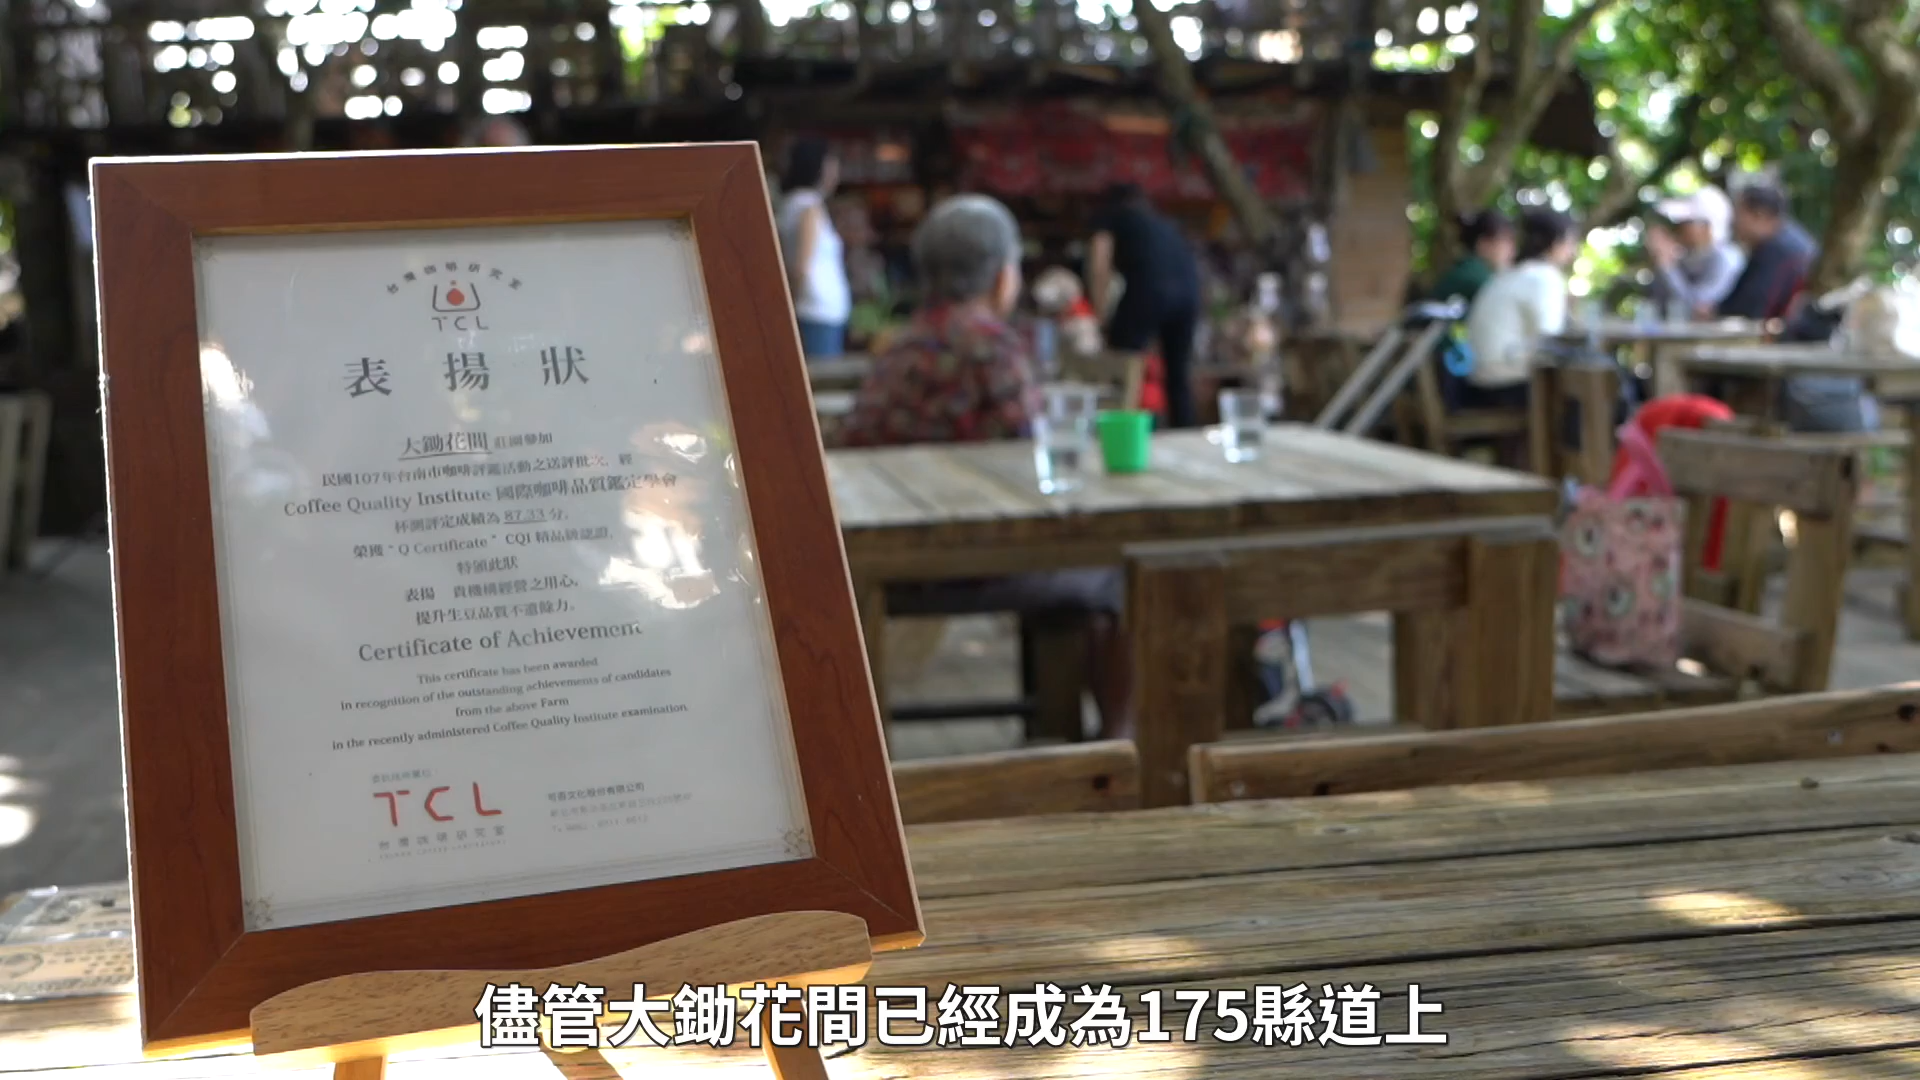 台灣咖啡研究室
TCL
表揚狀
大鋤花間 莊園參加
民國107年台南市咖啡評鑑活動之送評批次，經
Coffee Quality Institute 國際咖啡品質鑑定學會
杯測評定成績為 87.33 分，
榮獲 " Q Certificate " CQI 精品級認證，
特頒此狀
表揚 貴機構經營之用心，
提升生豆品質不遺餘力。
Certificate of Achievement
This certificate has been awarded
in recognition of the outstanding achievements of candidates
from the above Farm
in the recently administered Coffee Quality Institute examination.
TCL
台灣咖啡研究室
儘管大鋤花間已經成為175縣道上